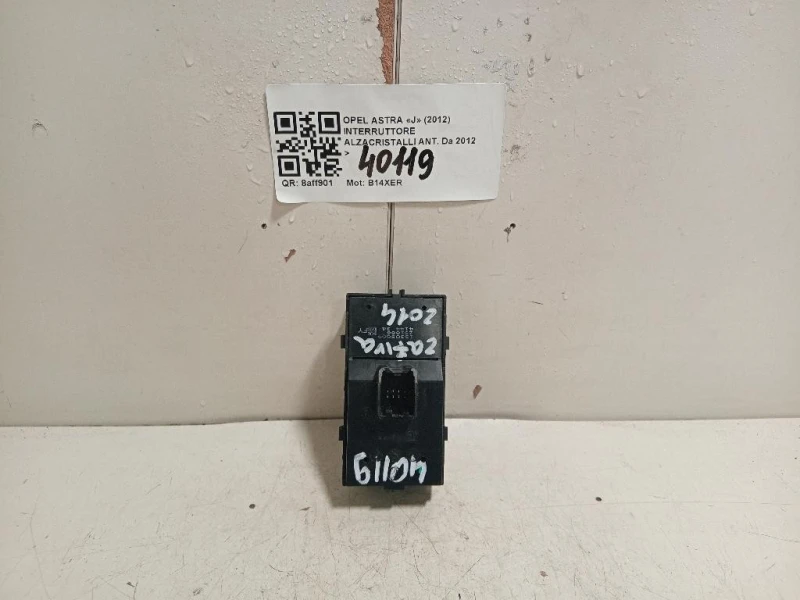 OPEL ASTRA «J» (2012)
INTERRUTTORE
ALZACRISTALLI ANT. Da 2012
>
40119
QR: 8aff901 Mot: B14XER
2014
zafira
40119